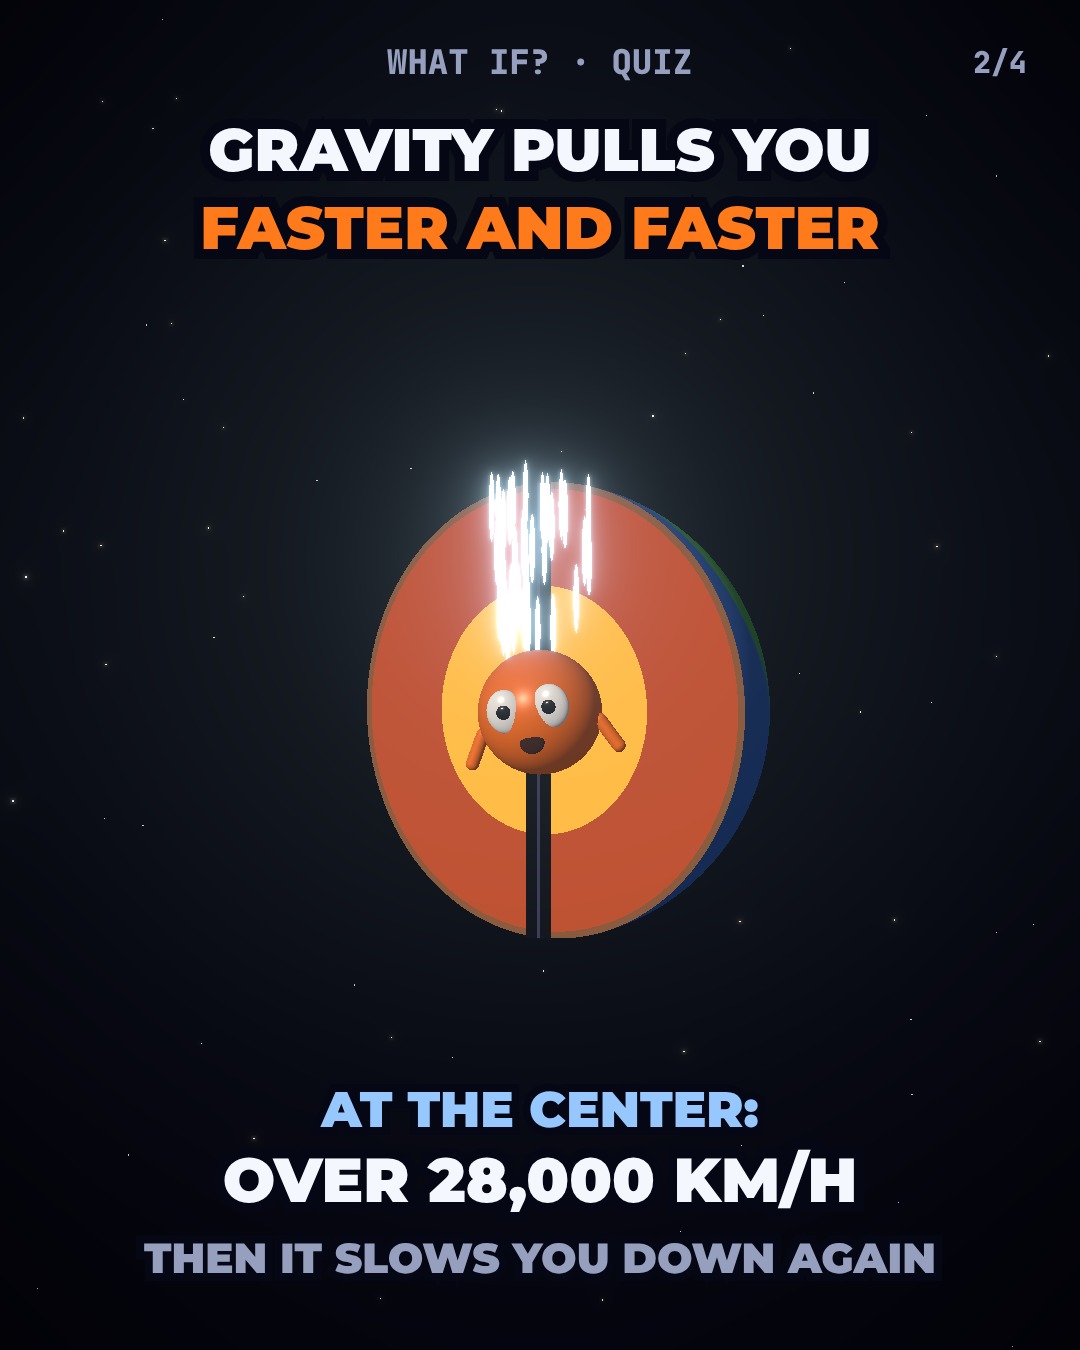 WHAT IF? · QUIZ
2/4
GRAVITY PULLS YOU
FASTER AND FASTER
AT THE CENTER:
OVER 28,000 KM/H
THEN IT SLOWS YOU DOWN AGAIN